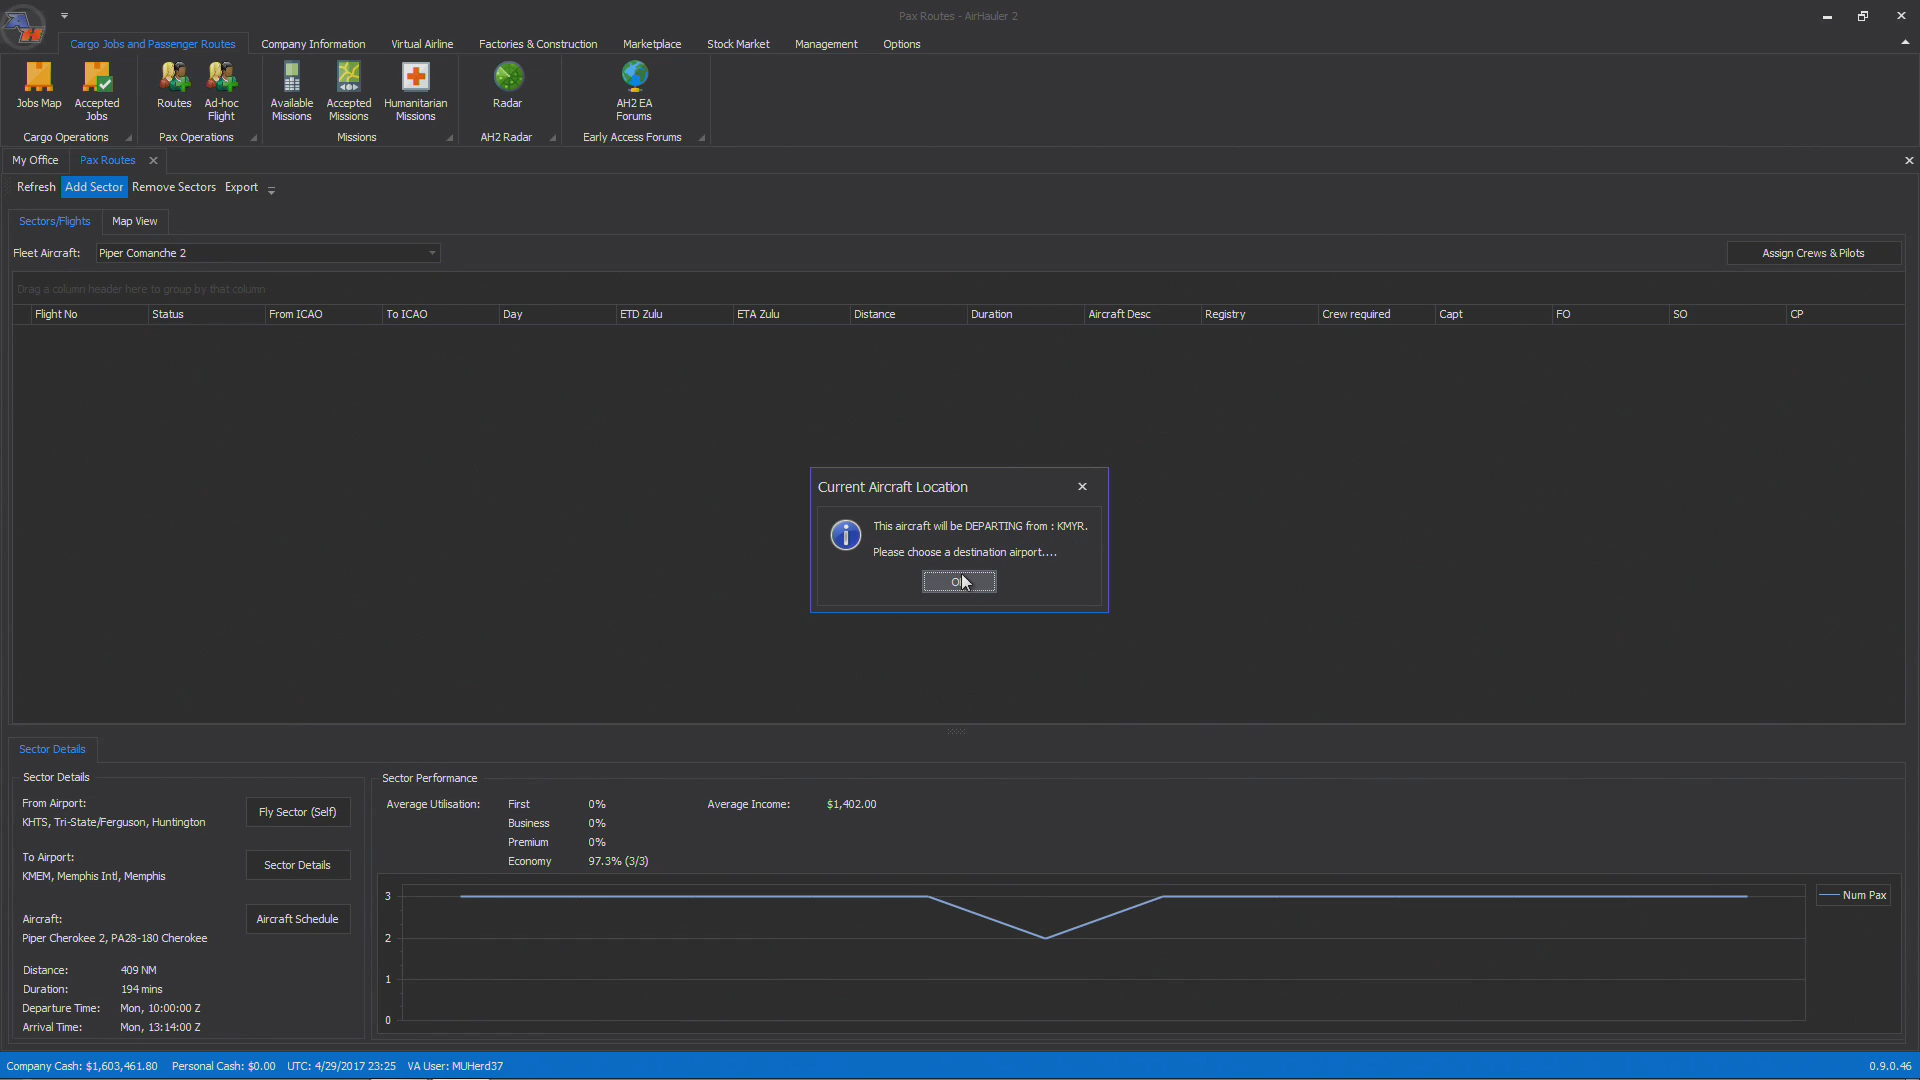 Pax Routes - AirHauler 2
Cargo Jobs and Passenger Routes
Company Information
Virtual Airline
Factories & Construction
Marketplace
Stock Market
Management
Options
Jobs Map
Accepted
Jobs
Routes
Ad-hoc
Flight
Available
Missions
Accepted
Missions
Humanitarian
Missions
Radar
AH2 EA
Forums
Cargo Operations
Pax Operations
Missions
AH2 Radar
Early Access Forums
My Office
Pax Routes
Refresh
Add Sector
Remove Sectors
Export
Sectors/Flights
Map View
Fleet Aircraft:
Piper Comanche 2
Assign Crews & Pilots
Drag a column header here to group by that column
Flight No
Status
From ICAO
To ICAO
Day
ETD Zulu
ETA Zulu
Distance
Duration
Aircraft Desc
Registry
Crew required
Capt
FO
SO
CP
Current Aircraft Location
This aircraft will be DEPARTING from : KMYR.
Please choose a destination airport....
Sector Details
Sector Details
From Airport:
KHTS, Tri-State/Ferguson, Huntington
Fly Sector (Self)
To Airport:
KMEM, Memphis Intl, Memphis
Sector Details
Aircraft:
Piper Cherokee 2, PA28-180 Cherokee
Aircraft Schedule
Distance: 409 NM
Duration: 194 mins
Departure Time: Mon, 10:00:00 Z
Arrival Time: Mon, 13:14:00 Z
Sector Performance
Average Utilisation:
First 0%
Business 0%
Premium 0%
Economy 97.3% (3/3)
Average Income: $1,402.00
3
2
1
0
Num Pax
Company Cash: $1,603,461.80
Personal Cash: $0.00
UTC: 4/29/2017 23:25
VA User: MUHerd37
0.9.0.46